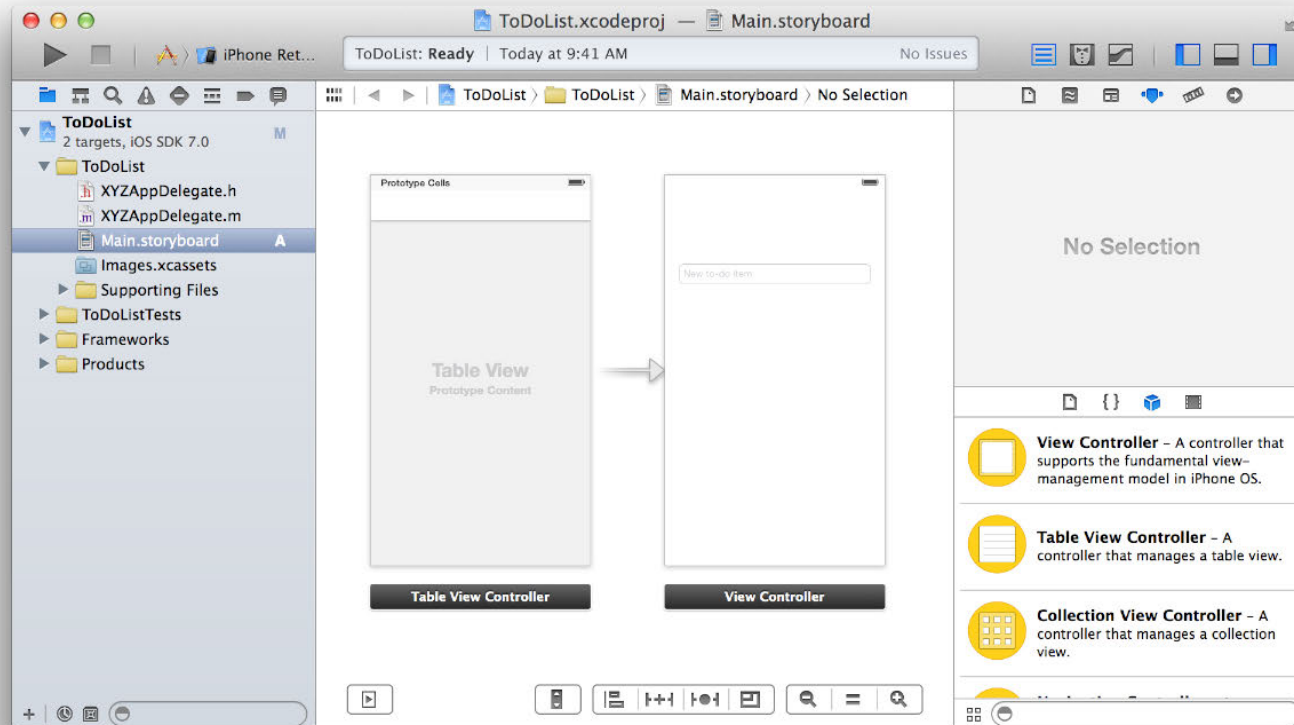 ToDoList.xcodeproj — Main.storyboard
iPhone Ret...
ToDoList: Ready | Today at 9:41 AM
No Issues
ToDoList
2 targets, iOS SDK 7.0
M
ToDoList
XYZAppDelegate.h
XYZAppDelegate.m
Main.storyboard
A
Images.xcassets
Supporting Files
ToDoListTests
Frameworks
Products
ToDoList ⟩ ToDoList ⟩ Main.storyboard ⟩ No Selection
Prototype Cells
Table View
Prototype Content
Table View Controller
New to-do item
View Controller
No Selection
View Controller – A controller that
supports the fundamental view-
management model in iPhone OS.
Table View Controller – A
controller that manages a table view.
Collection View Controller – A
controller that manages a collection
view.